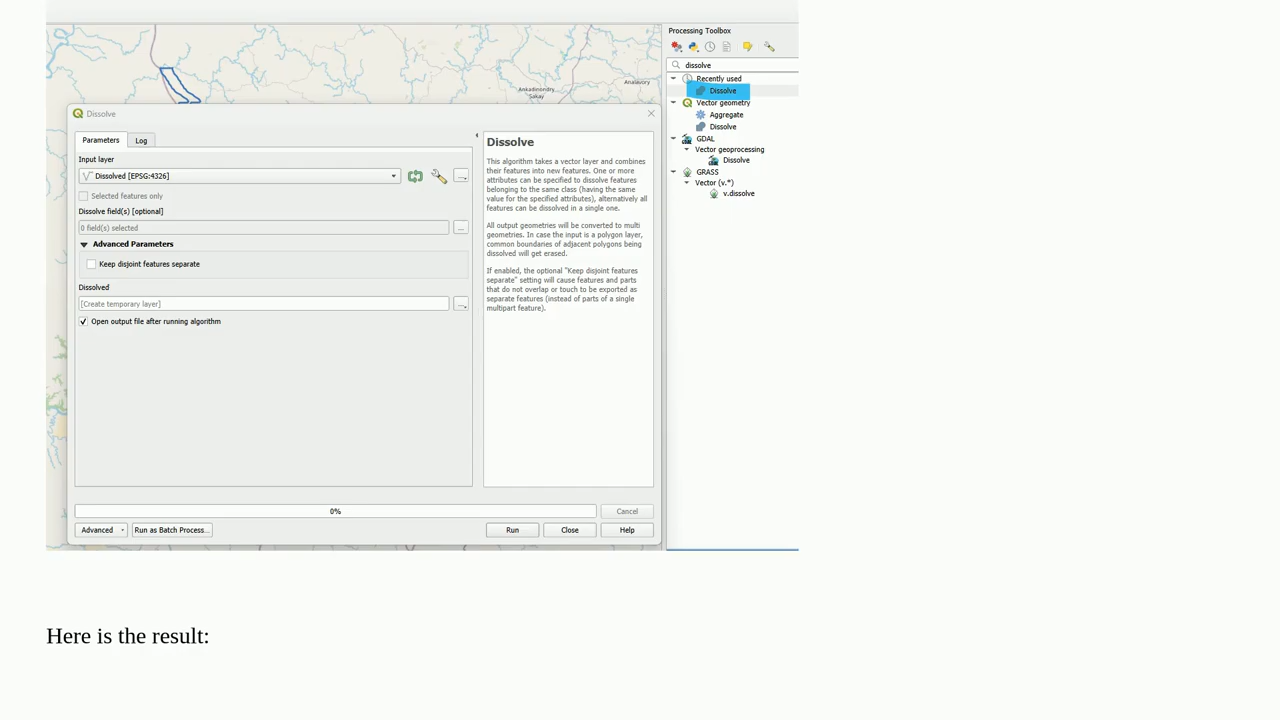 Processing Toolbox
dissolve
Recently used
Dissolve
Vector geometry
Aggregate
Dissolve
GDAL
Vector geoprocessing
Dissolve
GRASS
Vector (v.*)
v.dissolve
Analavory
Ankadinondry
Sakay
Dissolve
Parameters
Log
Input layer
Dissolved [EPSG:4326]
...
Selected features only
Dissolve field(s) [optional]
0 field(s) selected
...
Advanced Parameters
Keep disjoint features separate
Dissolved
[Create temporary layer]
...
Open output file after running algorithm
Dissolve
This algorithm takes a vector layer and combines
their features into new features. One or more
attributes can be specified to dissolve features
belonging to the same class (having the same
value for the specified attributes), alternatively all
features can be dissolved in a single one.
All output geometries will be converted to multi
geometries. In case the input is a polygon layer,
common boundaries of adjacent polygons being
dissolved will get erased.
If enabled, the optional "Keep disjoint features
separate" setting will cause features and parts
that do not overlap or touch to be exported as
separate features (instead of parts of a single
multipart feature).
0%
Cancel
Advanced
Run as Batch Process...
Run
Close
Help
Here is the result: